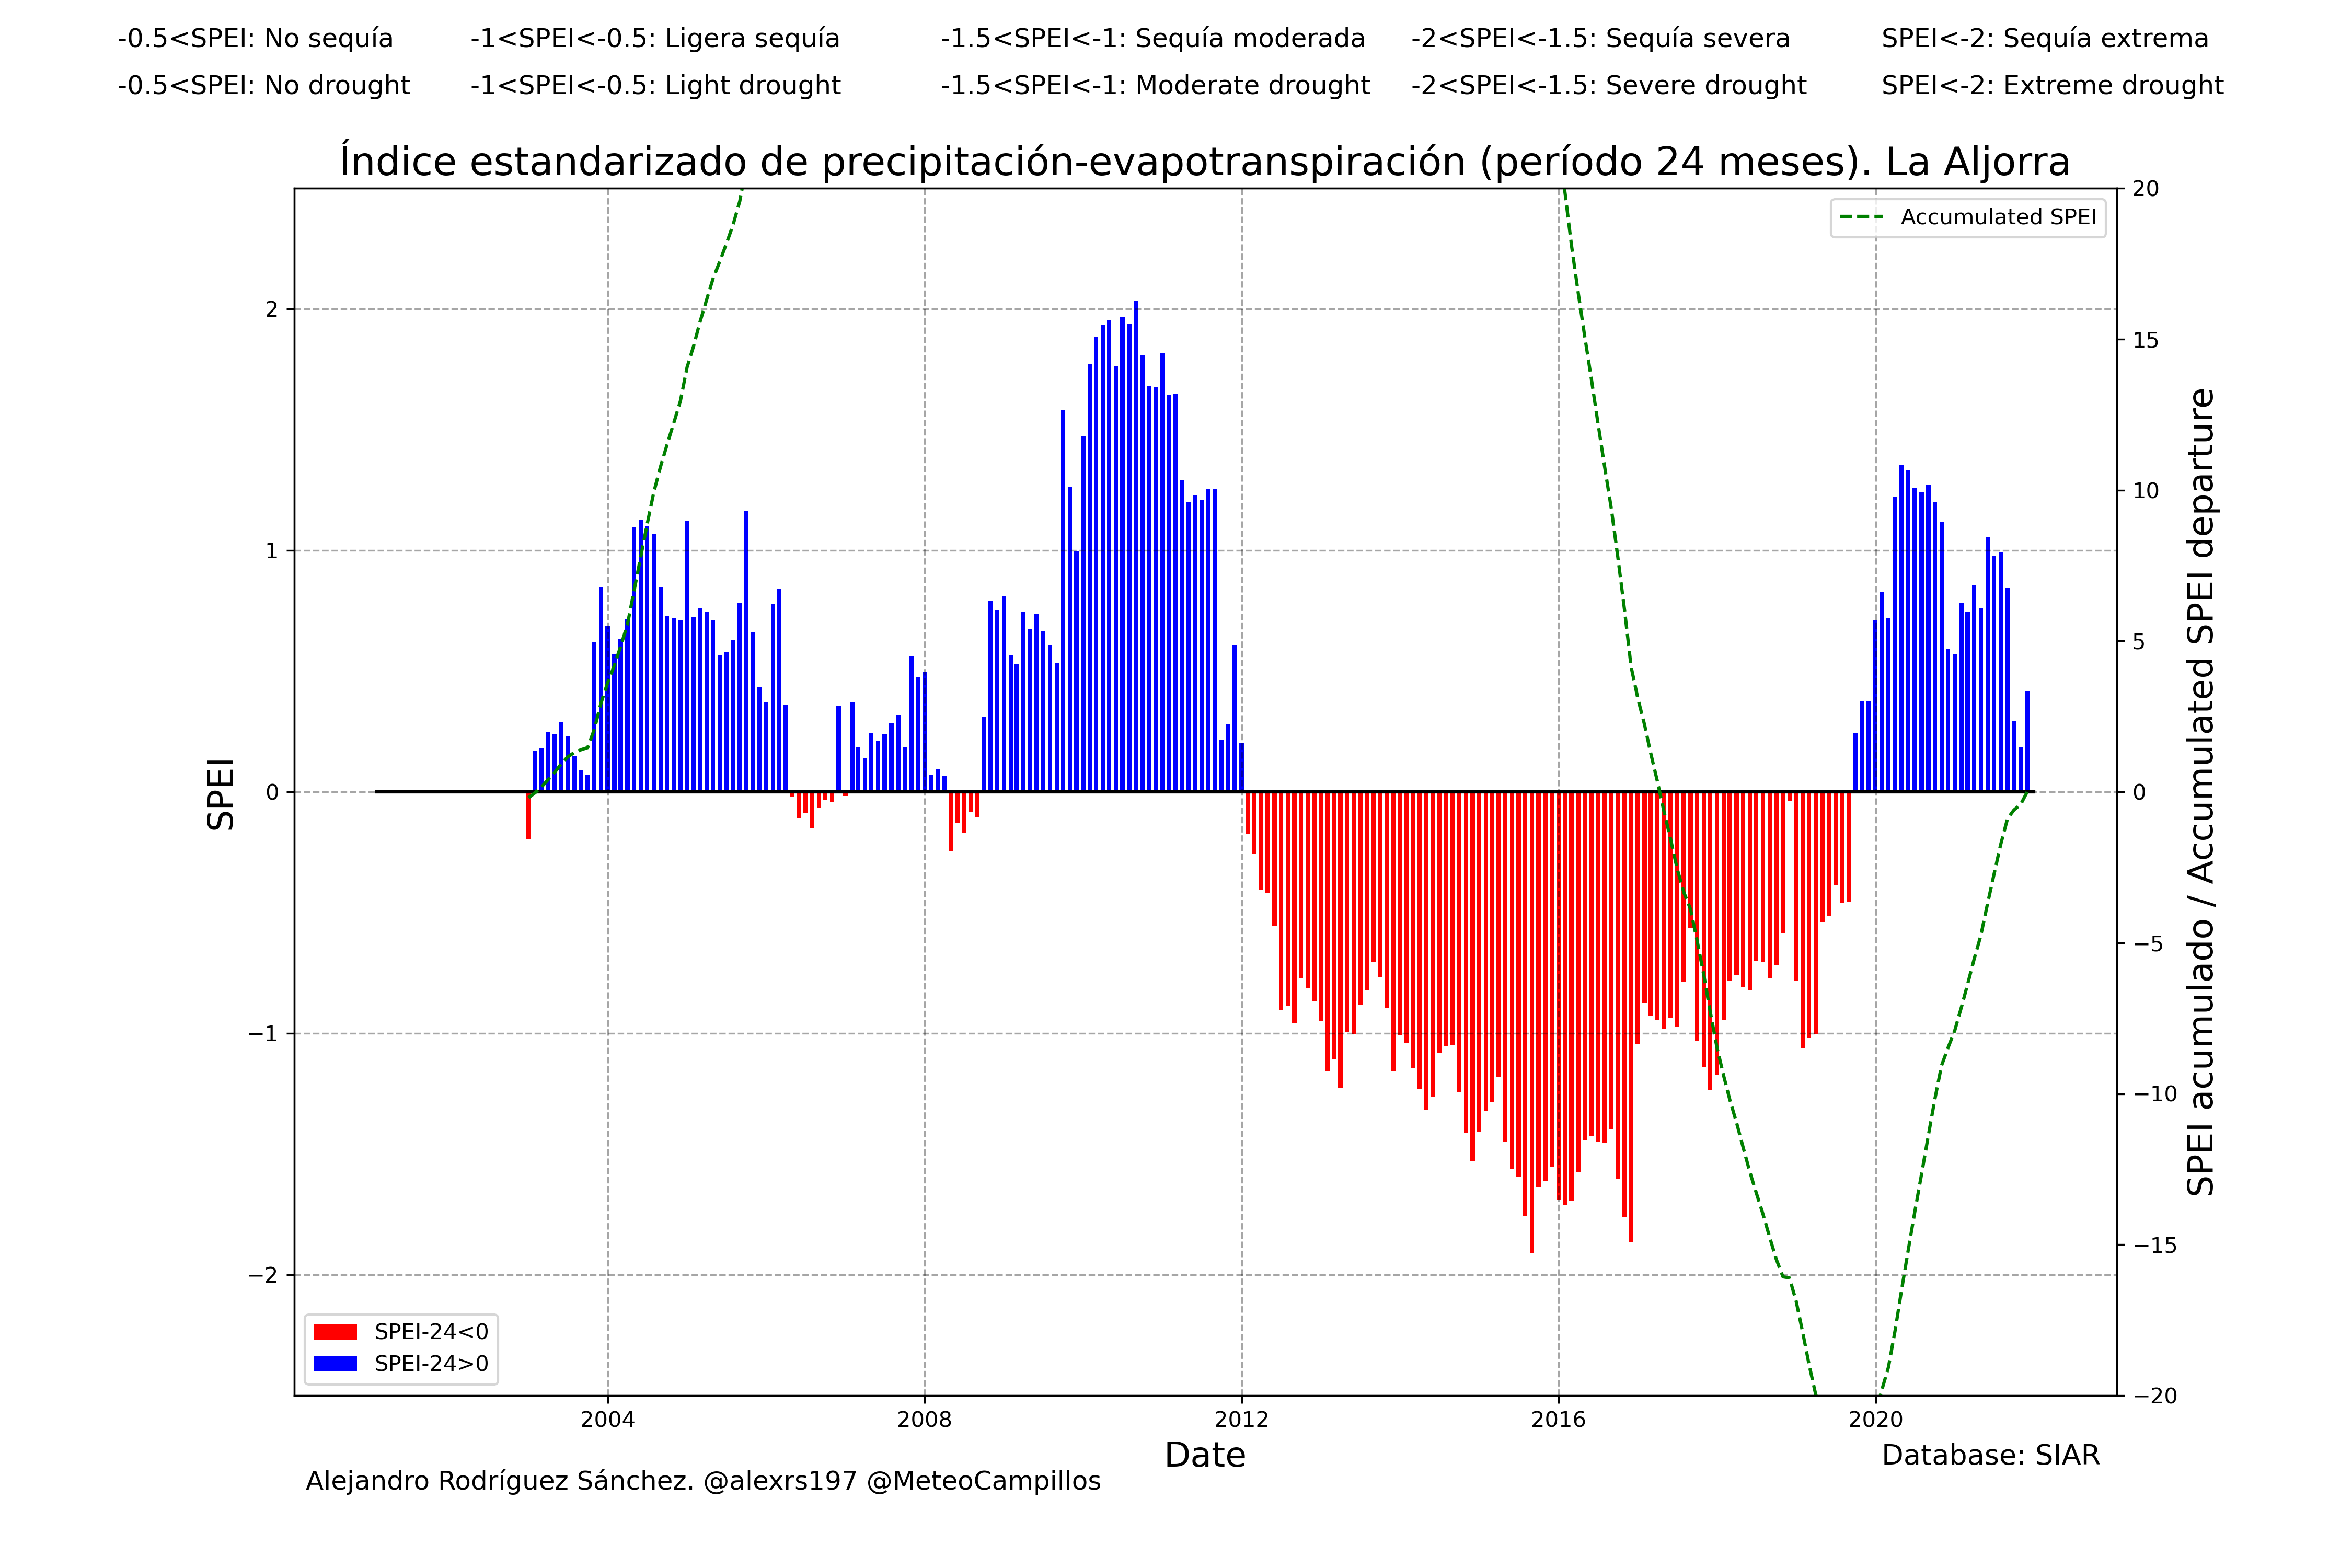 -0.5<SPEI: No sequía -1<SPEI<-0.5: Ligera sequía -1.5<SPEI<-1: Sequía moderada -2<SPEI<-1.5: Sequía severa SPEI<-2: Sequía extrema
-0.5<SPEI: No drought -1<SPEI<-0.5: Light drought -1.5<SPEI<-1: Moderate drought -2<SPEI<-1.5: Severe drought SPEI<-2: Extreme drought
Índice estandarizado de precipitación-evapotranspiración (período 24 meses). La Aljorra
SPEI
2
1
0
−1
−2
Accumulated SPEI
20
15
10
5
0
−5
−10
−15
−20
SPEI acumulado / Accumulated SPEI departure
SPEI-24<0
SPEI-24>0
2004 2008 2012 2016 2020
Date
Database: SIAR
Alejandro Rodríguez Sánchez. @alexrs197 @MeteoCampillos